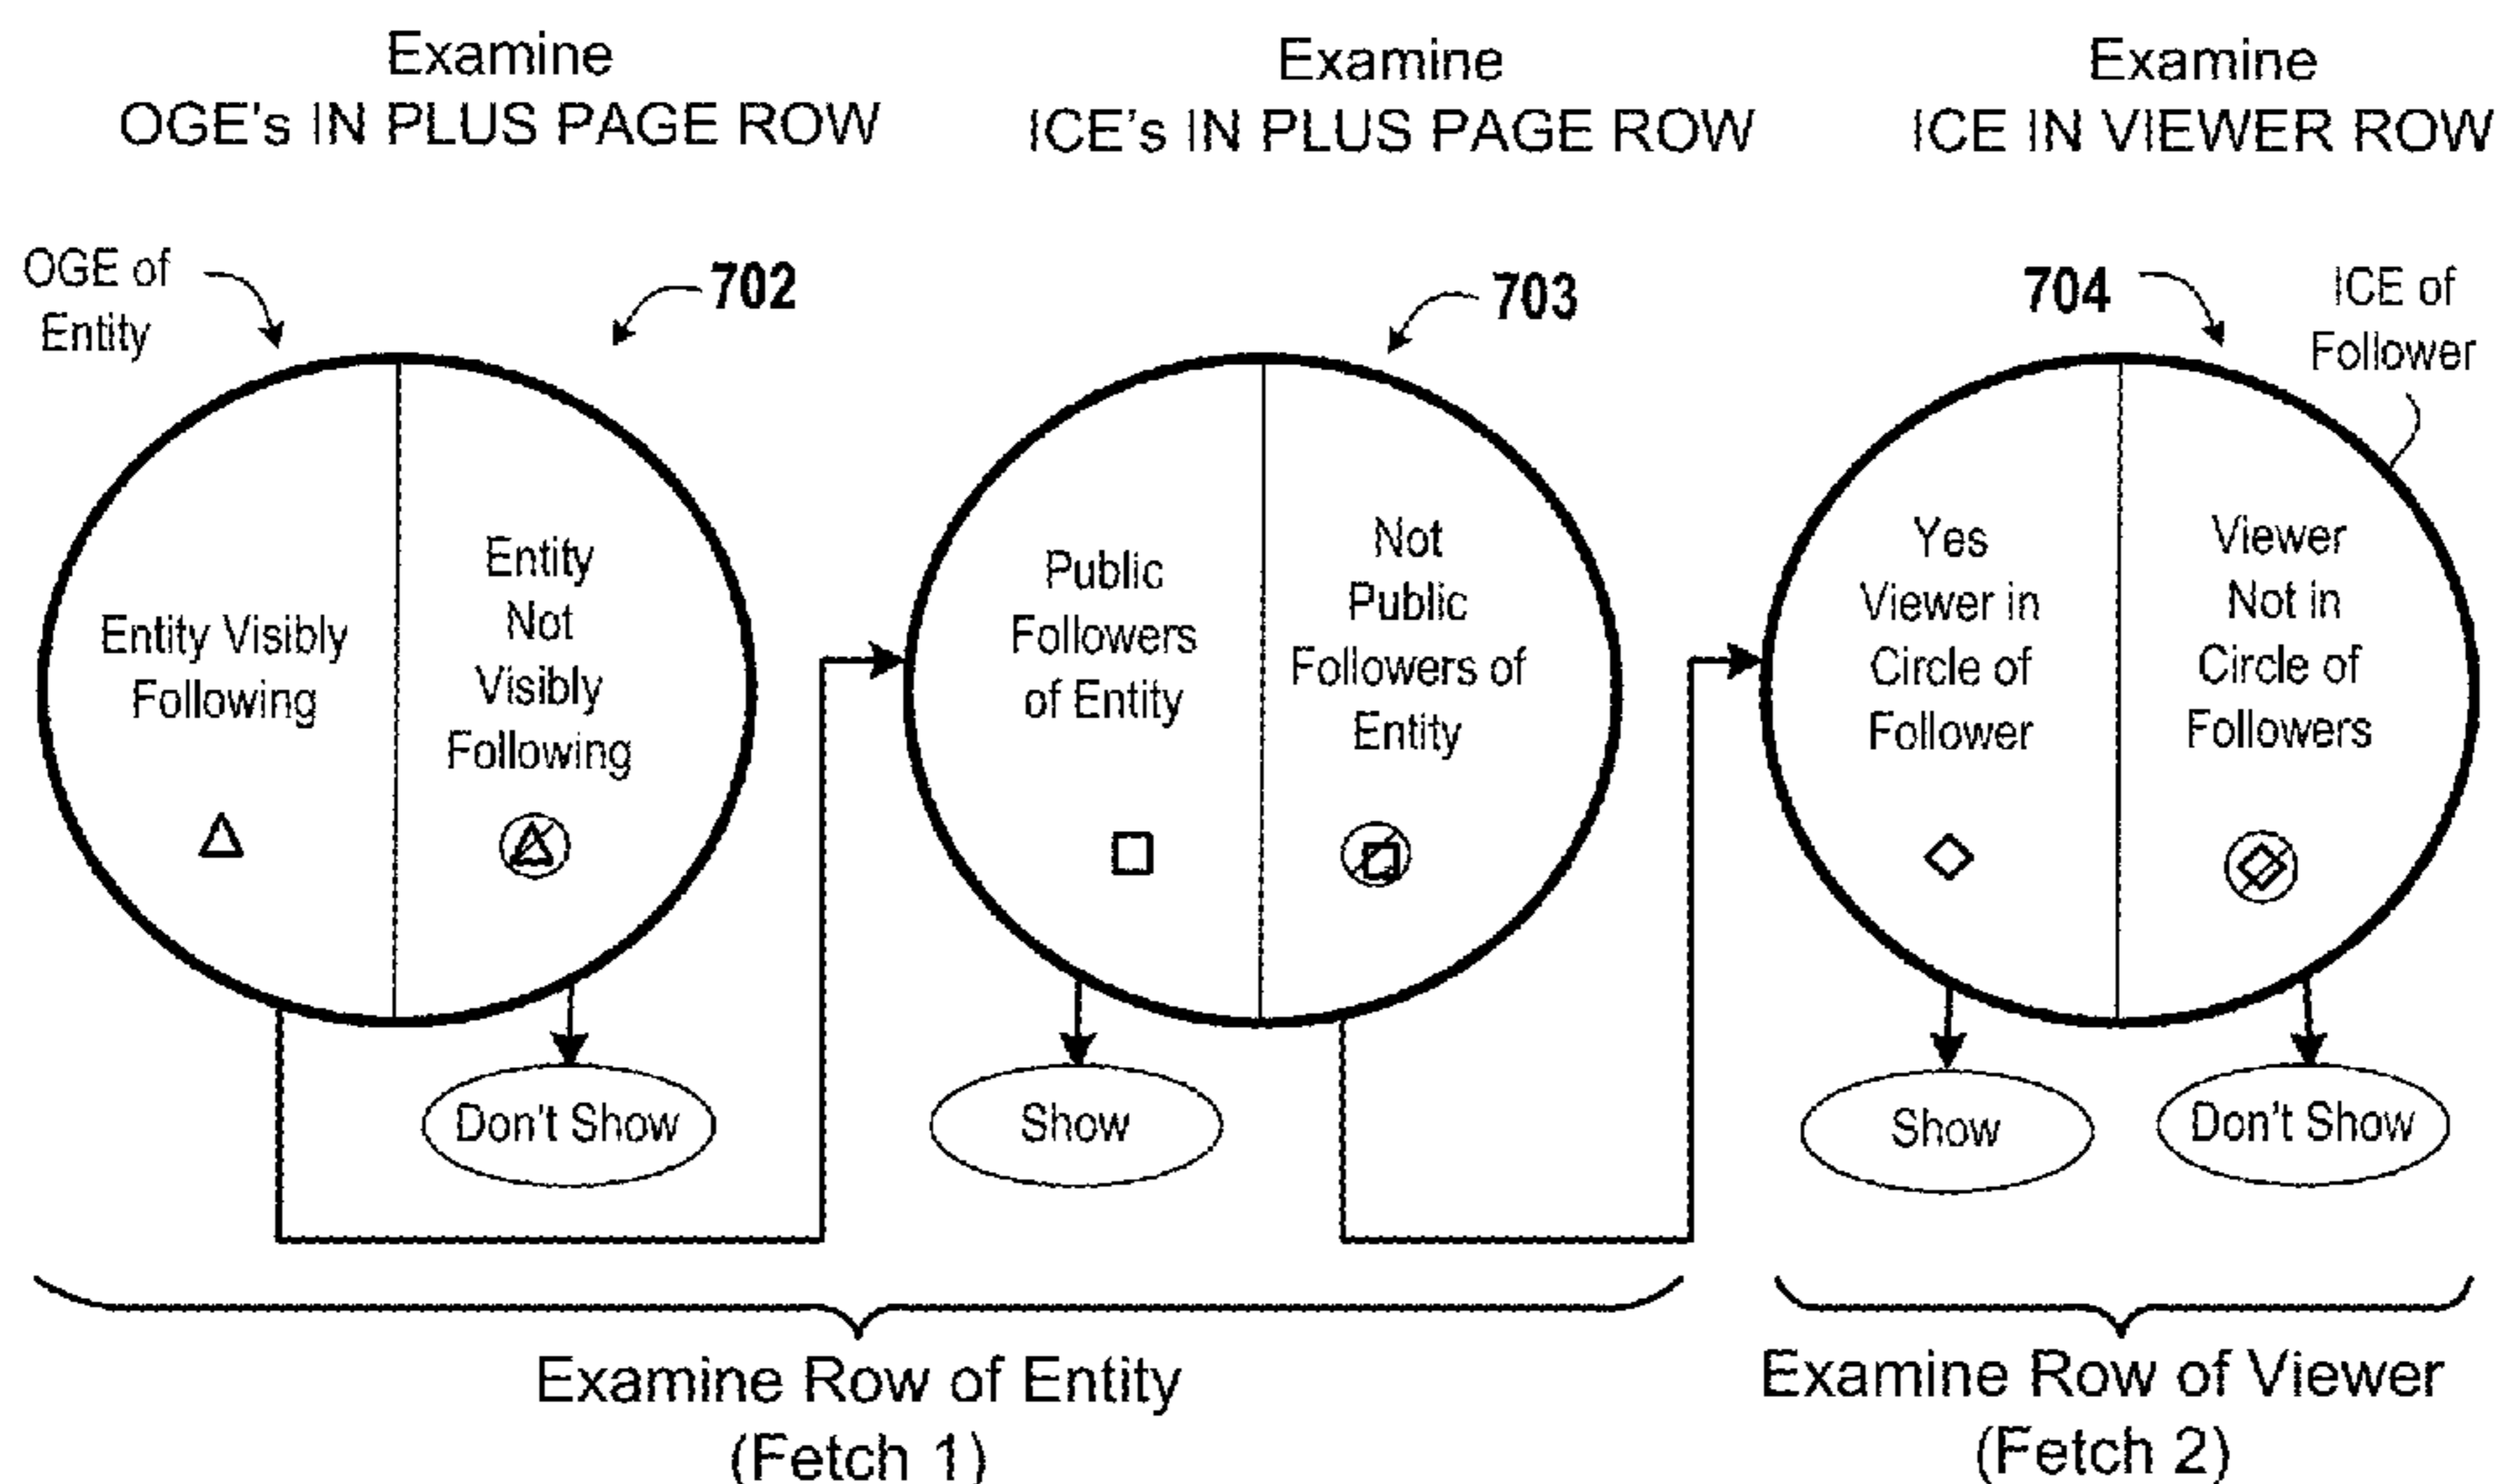 Examine
OGE's IN PLUS PAGE ROW
Examine
ICE's IN PLUS PAGE ROW
Examine
ICE IN VIEWER ROW
OGE of
Entity
702
703
704
ICE of
Follower
Entity Visibly
Following
Entity
Not
Visibly
Following
Public
Followers
of Entity
Not
Public
Followers of
Entity
Yes
Viewer in
Circle of
Follower
Viewer
Not in
Circle of
Followers
Don't Show
Show
Show
Don't Show
Examine Row of Entity
(Fetch 1)
Examine Row of Viewer
(Fetch 2)